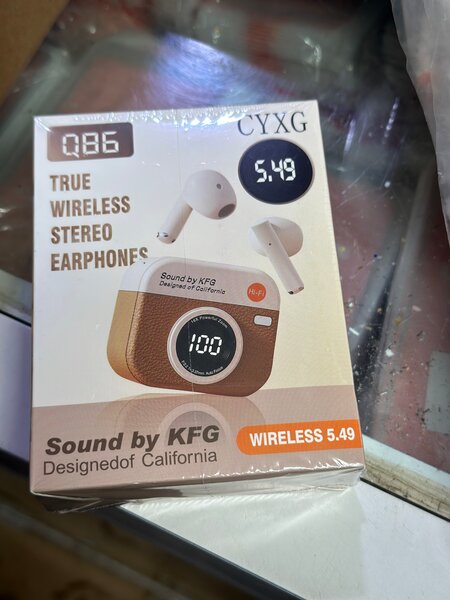 Q86
CYXG
5.49
TRUE
WIRELESS
STEREO
EARPHONES
Sound by KFG
Designed of California
Hi-Fi
100
Sound by KFG
Designedof California
WIRELESS 5.49